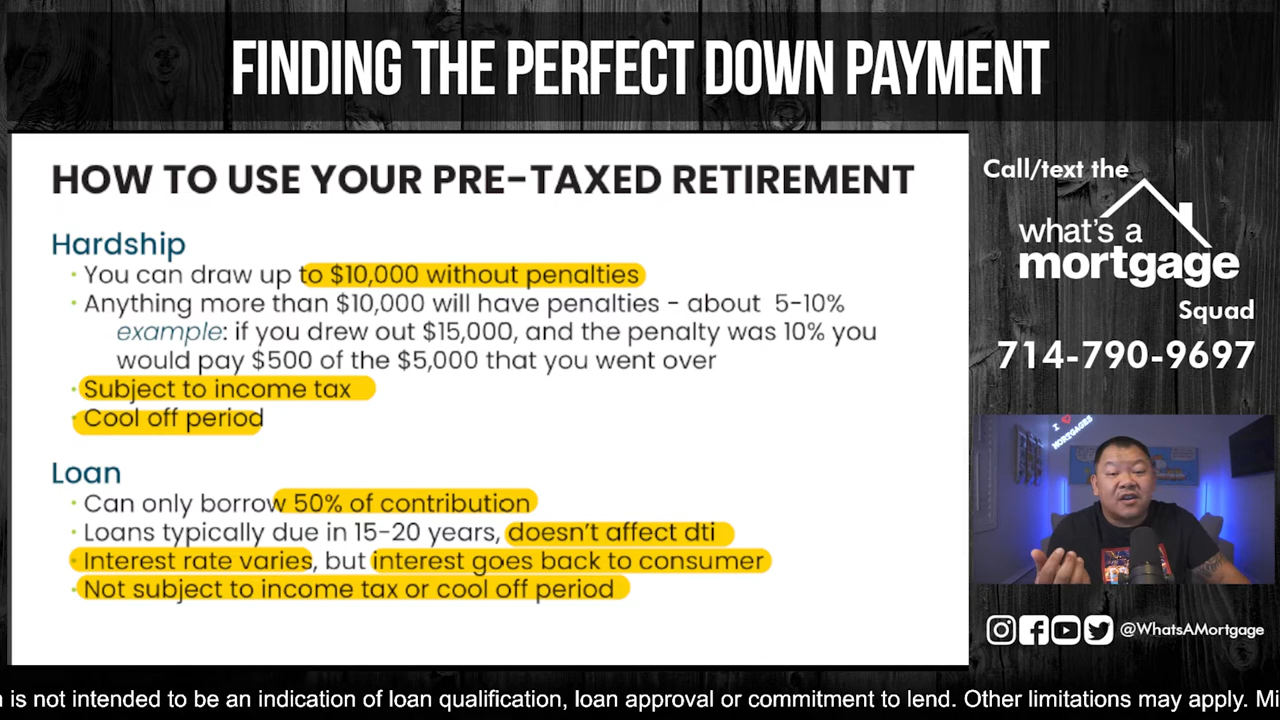 FINDING THE PERFECT DOWN PAYMENT
HOW TO USE YOUR PRE-TAXED RETIREMENT
Hardship
· You can draw up to $10,000 without penalties
· Anything more than $10,000 will have penalties - about 5-10%
example: if you drew out $15,000, and the penalty was 10% you
would pay $500 of the $5,000 that you went over
· Subject to income tax
· Cool off period
Loan
· Can only borrow 50% of contribution
· Loans typically due in 15-20 years, doesn't affect dti
· Interest rate varies, but interest goes back to consumer
· Not subject to income tax or cool off period
Call/text the
what's a
mortgage
Squad
714-790-9697
I
MORTGAGES
@WhatsAMortgage
is not intended to be an indication of loan qualification, loan approval or commitment to lend. Other limitations may apply. Mi